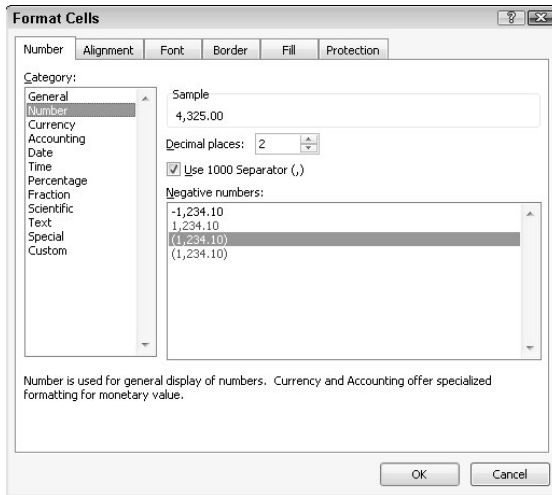 Format Cells
Number Alignment Font Border Fill Protection
Category:
General
Number
Currency
Accounting
Date
Time
Percentage
Fraction
Scientific
Text
Special
Custom
Sample
4,325.00
Decimal places: 2
Use 1000 Separator (,)
Negative numbers:
-1,234.10
1,234.10
(1,234.10)
(1,234.10)
Number is used for general display of numbers. Currency and Accounting offer specialized
formatting for monetary value.
OK Cancel